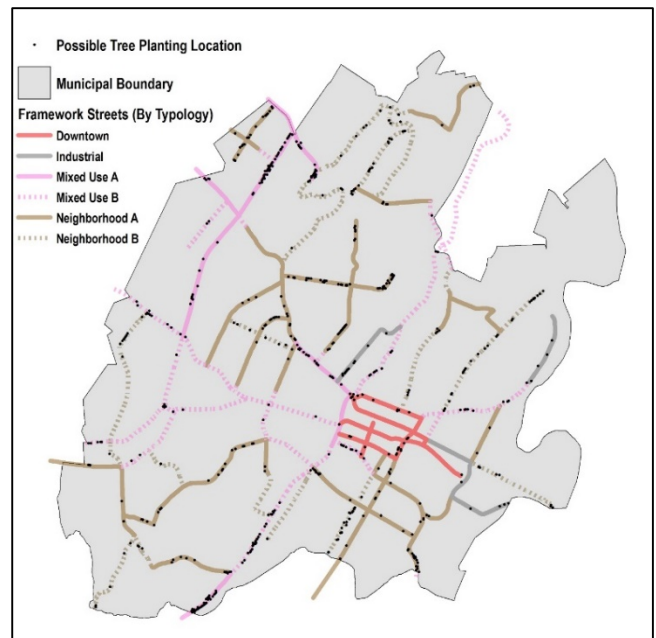 Possible Tree Planting Location
Municipal Boundary
Framework Streets (By Typology)
Downtown
Industrial
Mixed Use A
Mixed Use B
Neighborhood A
Neighborhood B